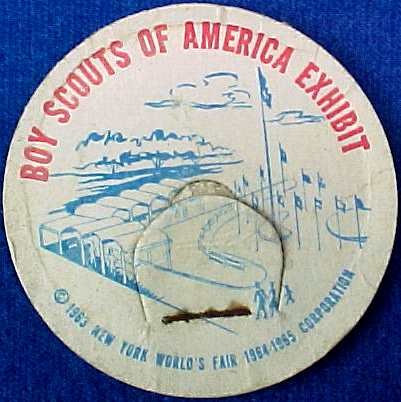 BOY SCOUTS OF AMERICA EXHIBIT
© 1963 NEW YORK WORLD'S FAIR 1964-1965 CORPORATION